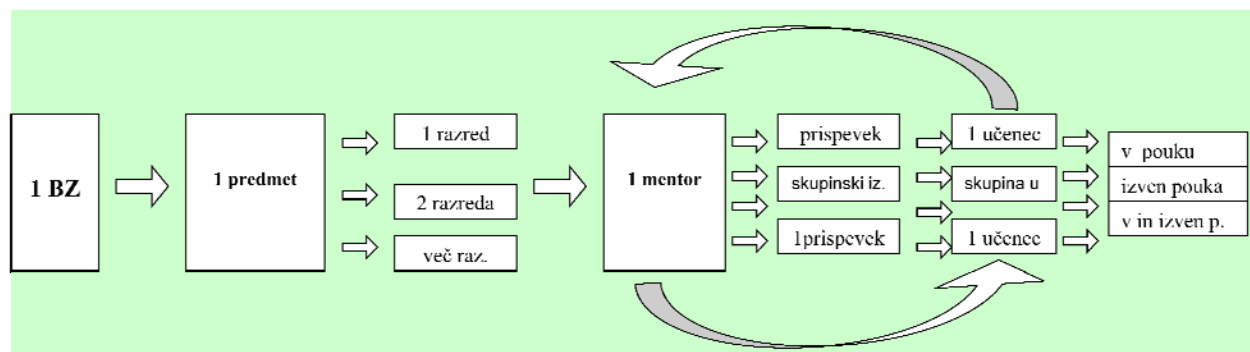 1 BZ
1 predmet
1 razred
2 razreda
več raz.
1 mentor
prispevek
skupinski iz.
1prispevek
1 učenec
skupina u
1 učenec
v pouku
izven pouka
v in izven p.